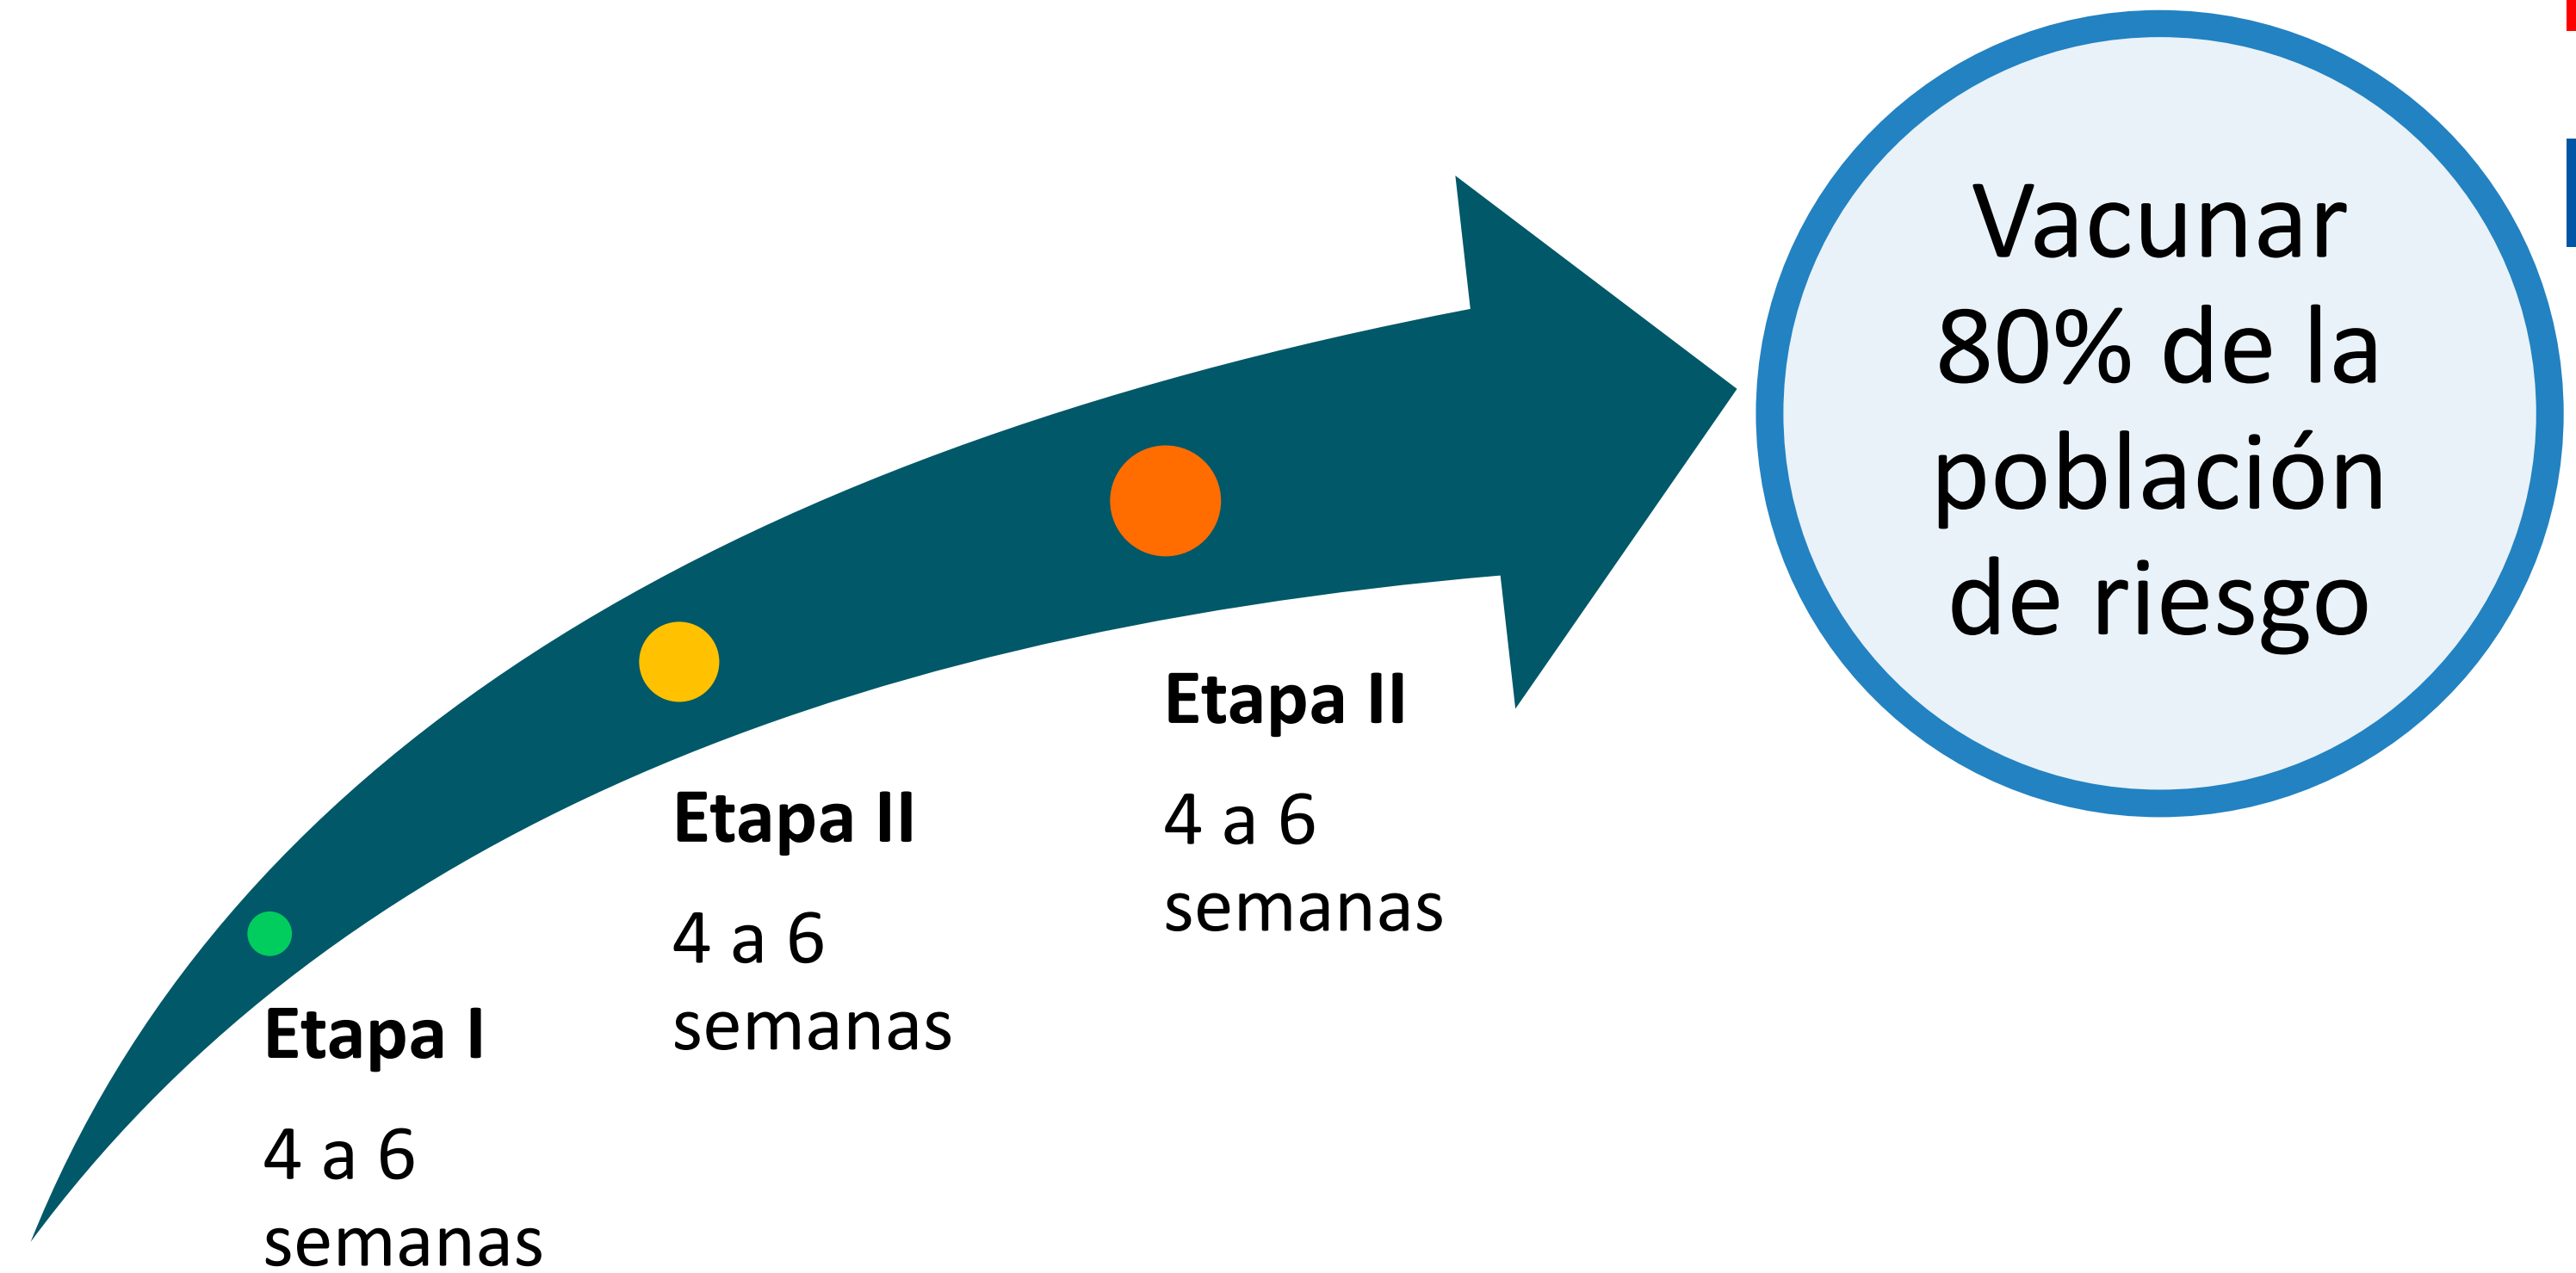 Etapa I
4 a 6
semanas
Etapa II
4 a 6
semanas
Etapa II
4 a 6
semanas
Vacunar
80% de la
población
de riesgo